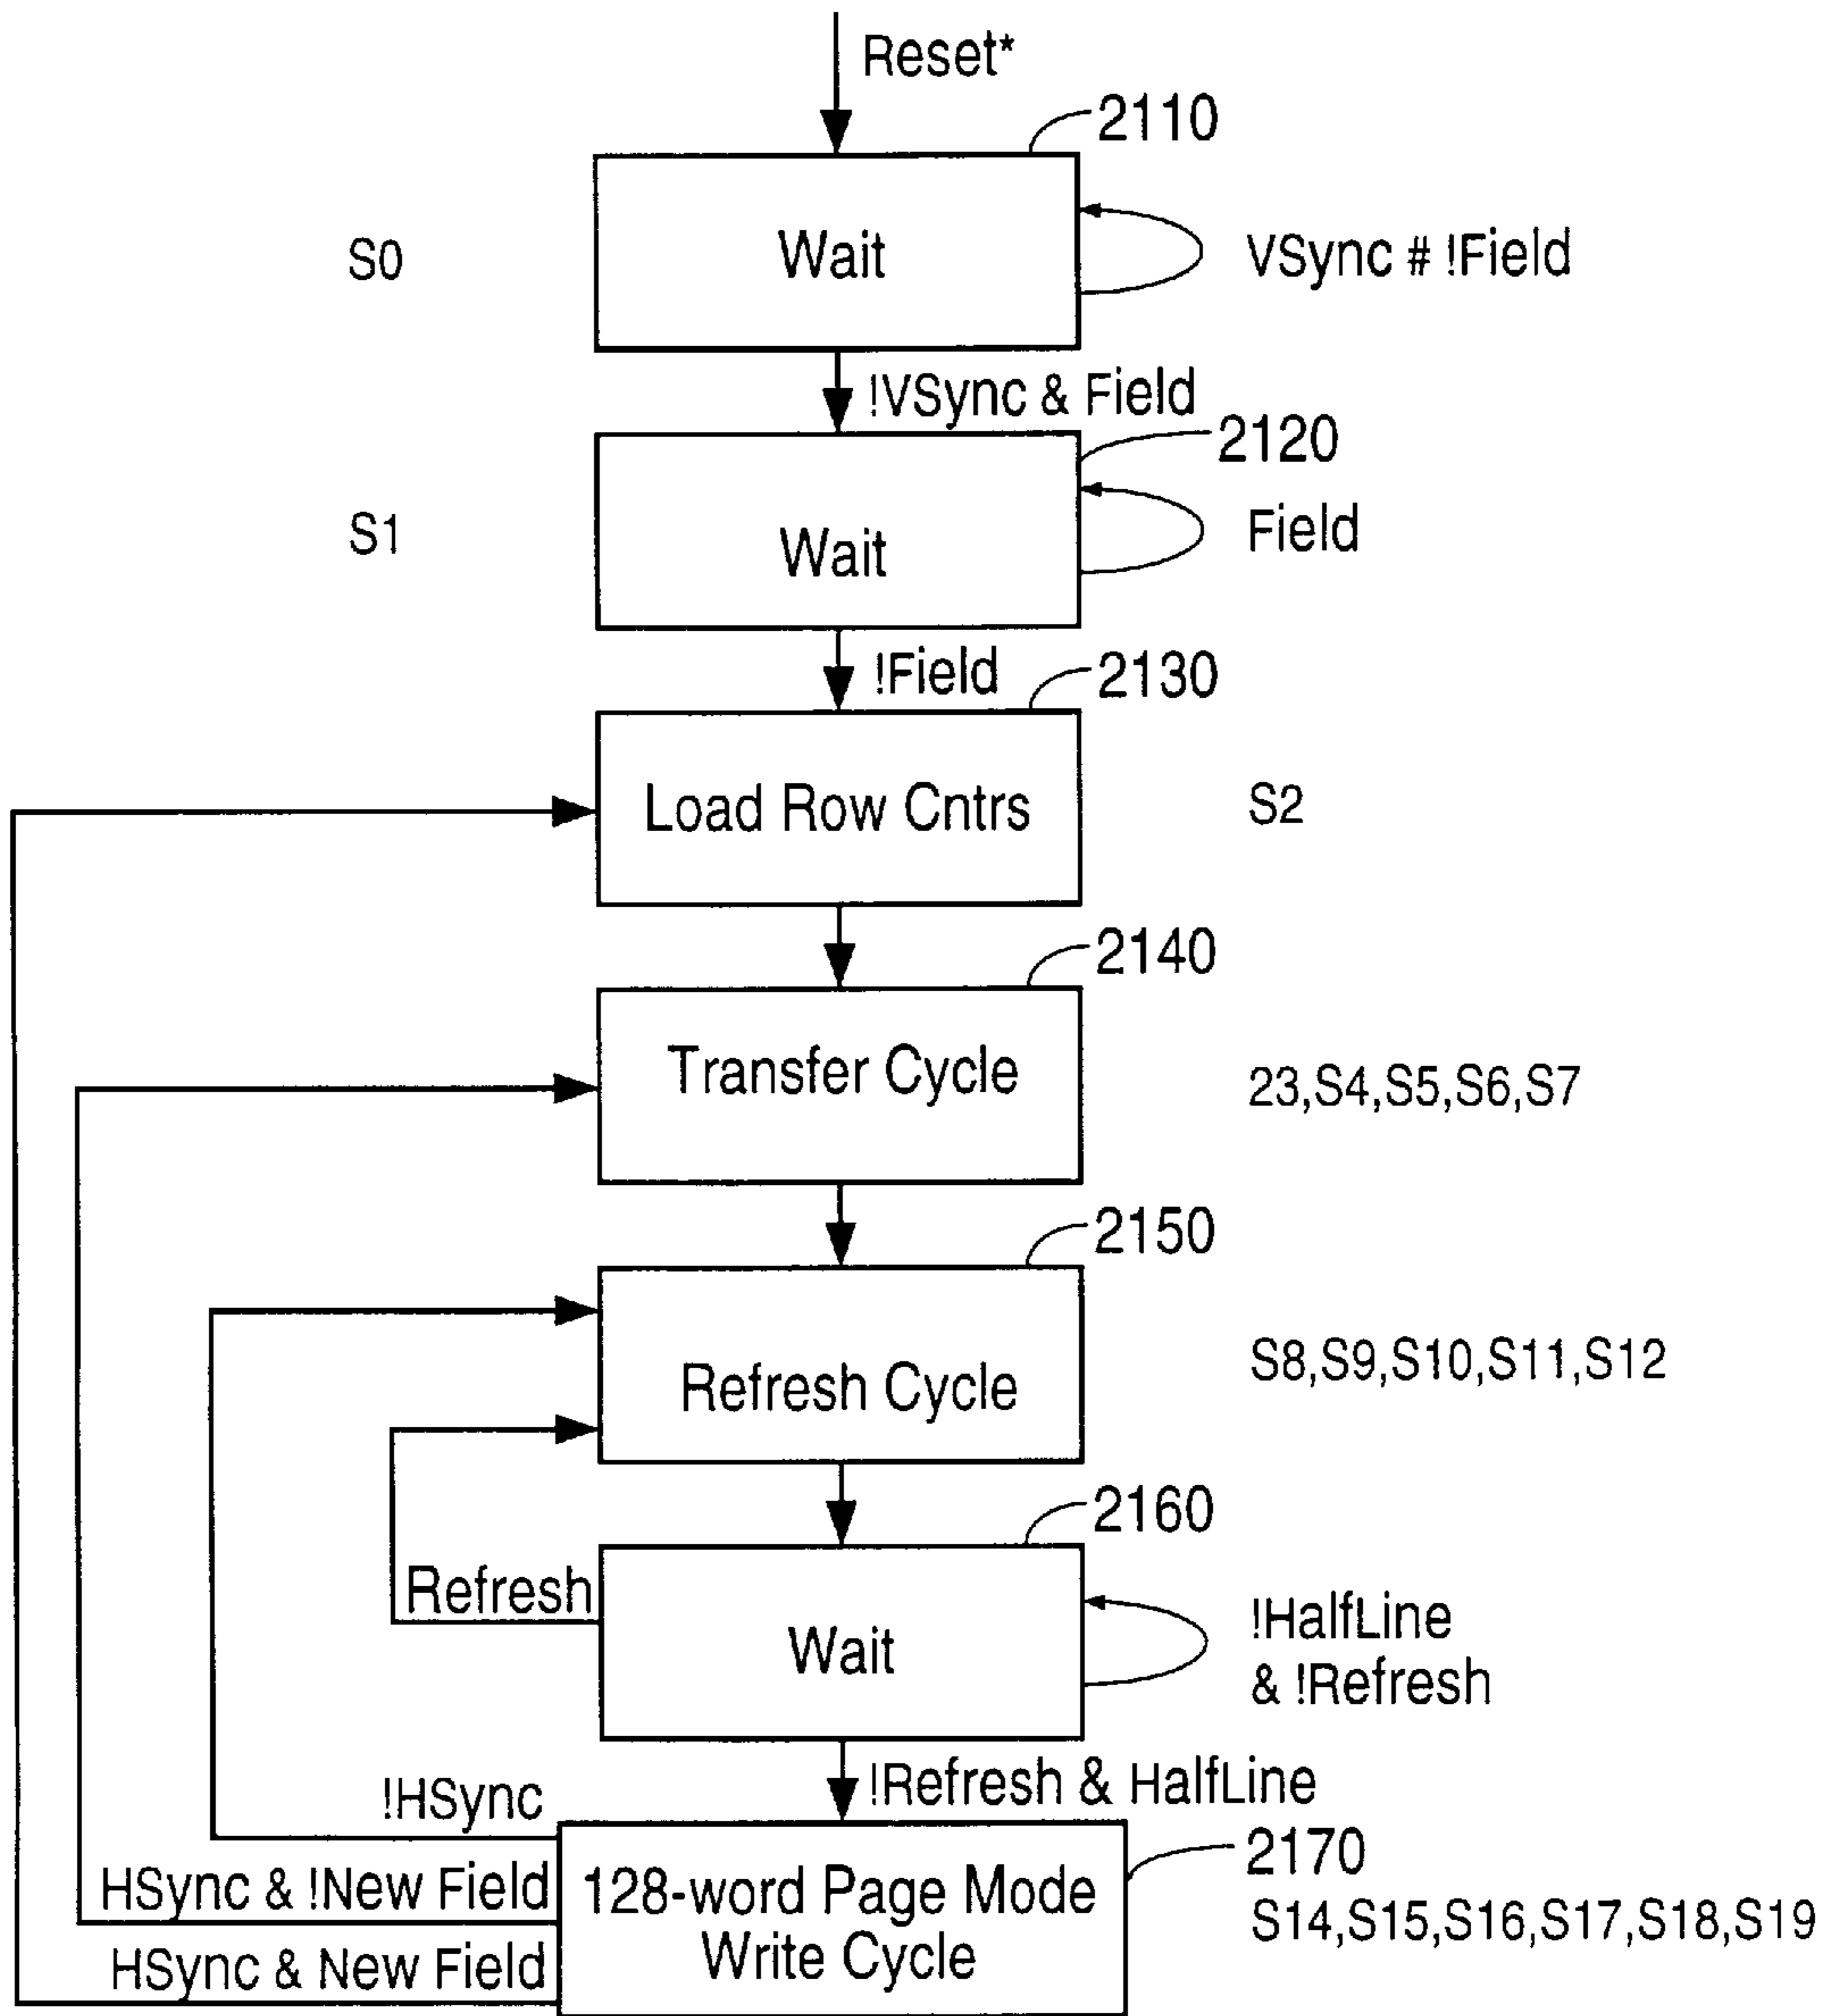 Reset*
2110
S0
Wait
VSync # !Field
!VSync & Field
2120
S1
Wait
Field
!Field
2130
Load Row Cntrs
S2
2140
Transfer Cycle
23,S4,S5,S6,S7
2150
Refresh Cycle
S8,S9,S10,S11,S12
2160
Refresh
Wait
!HalfLine
& !Refresh
!Refresh & HalfLine
!HSync
2170
HSync & !New Field
128-word Page Mode
Write Cycle
S14,S15,S16,S17,S18,S19
HSync & New Field